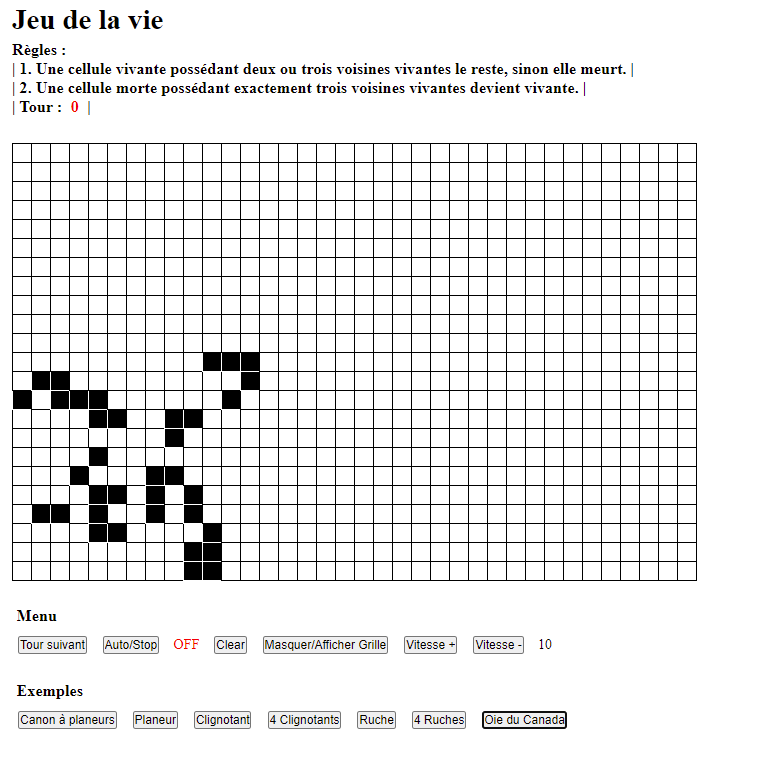 Jeu de la vie
Règles :
| 1. Une cellule vivante possédant deux ou trois voisines vivantes le reste, sinon elle meurt. |
| 2. Une cellule morte possédant exactement trois voisines vivantes devient vivante. |
| Tour : 0 |
Menu
Tour suivant Auto/Stop OFF Clear Masquer/Afficher Grille Vitesse + Vitesse - 10
Exemples
Canon à planeurs Planeur Clignotant 4 Clignotants Ruche 4 Ruches Oie du Canada